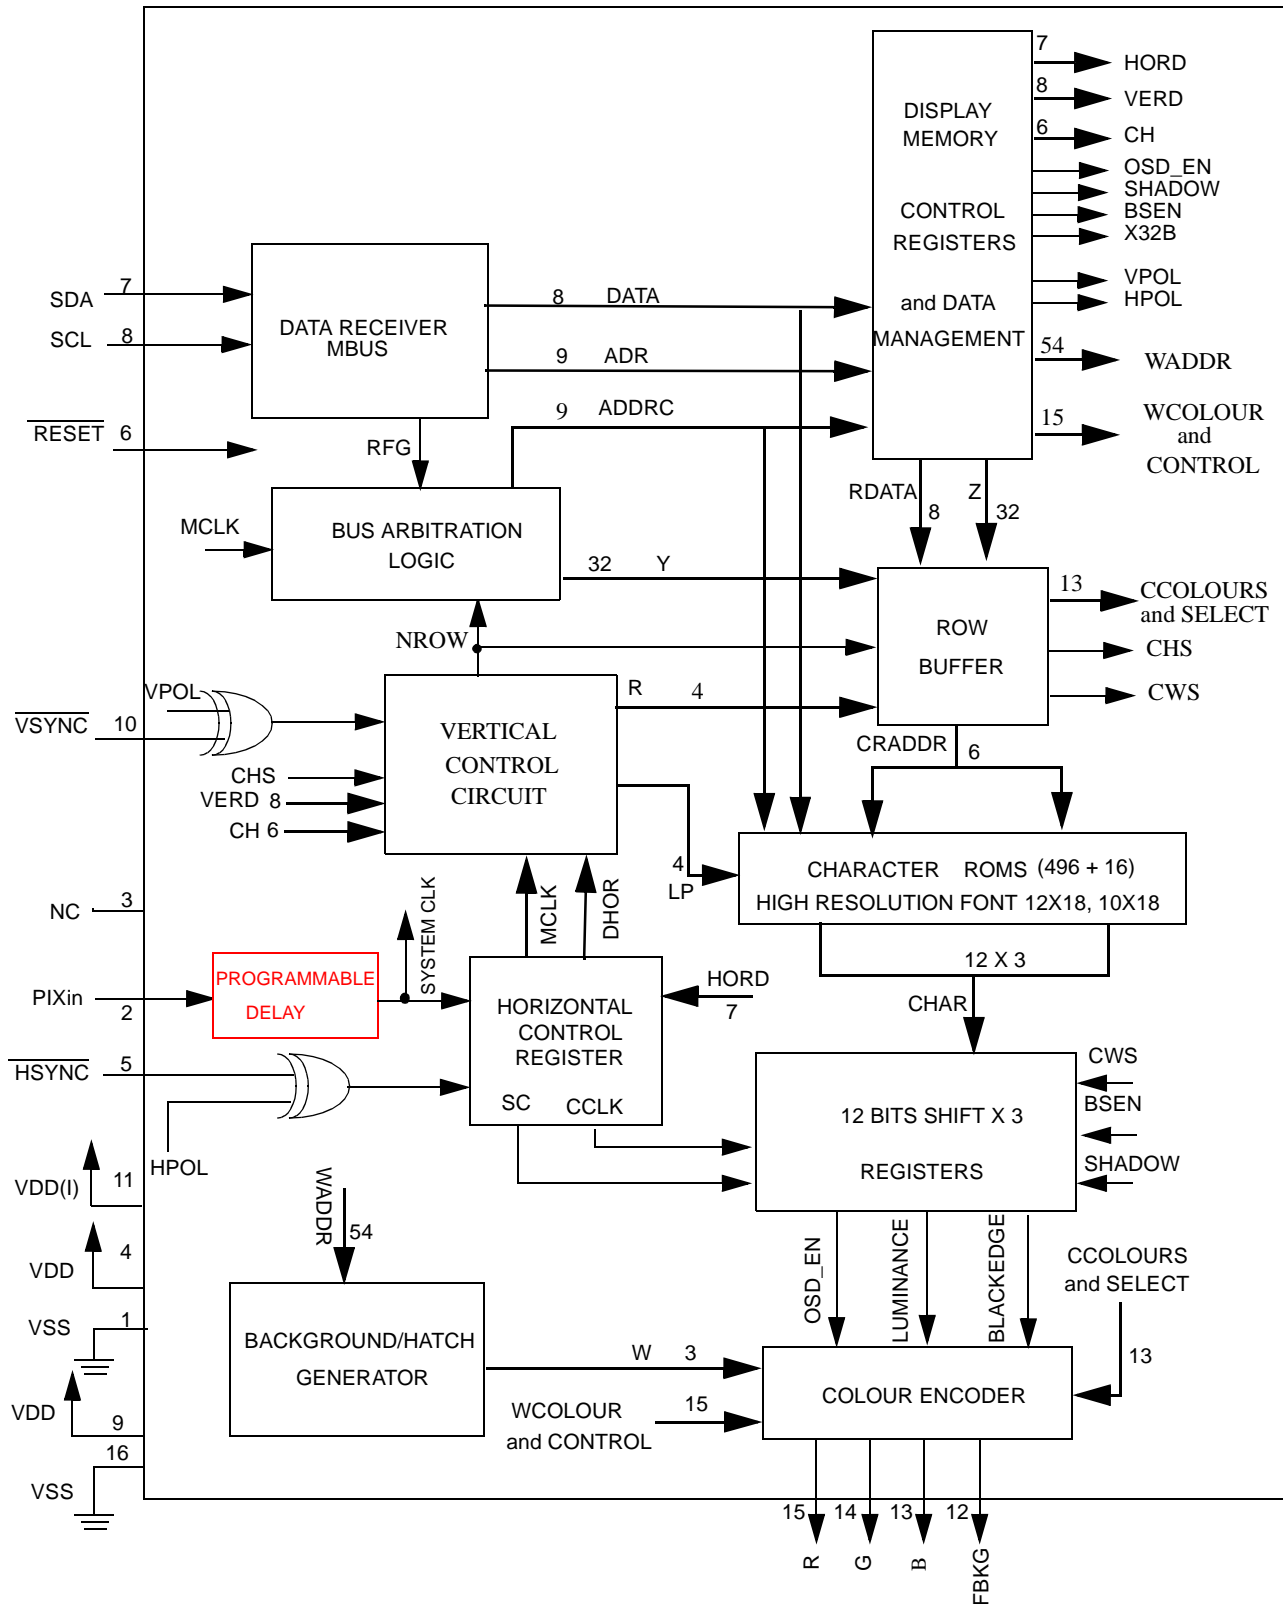 7
HORD
8
VERD
DISPLAY
MEMORY
6
CH
OSD_EN
SHADOW
BSEN
X32B
CONTROL
REGISTERS
VPOL
HPOL
and DATA
MANAGEMENT
54
WADDR
15
WCOLOUR
and
CONTROL
SDA
7
SCL
8
DATA RECEIVER
MBUS
8 DATA
9 ADR
9 ADDRC
RESET
6
RFG
RDATA
8
Z
32
MCLK
BUS ARBITRATION
LOGIC
32 Y
13
CCOLOURS
and SELECT
ROW
BUFFER
CHS
CWS
NROW
R 4
VPOL
VSYNC
10
VERTICAL
CONTROL
CIRCUIT
CHS
VERD 8
CH 6
CRADDR
6
4
LP
CHARACTER ROMS (496 + 16)
HIGH RESOLUTION FONT 12X18, 10X18
NC
3
SYSTEM CLK
MCLK
DHOR
12 X 3
PIXin
2
PROGRAMMABLE
DELAY
HORIZONTAL
CONTROL
REGISTER
HORD
7
CHAR
HSYNC
5
SC CCLK
CWS
BSEN
SHADOW
12 BITS SHIFT X 3
REGISTERS
HPOL
VDD(I)
11
WADDR
54
VDD
4
OSD_EN
LUMINANCE
BLACKEDGE
CCOLOURS
and SELECT
13
VSS
1
BACKGROUND/HATCH
GENERATOR
W 3
COLOUR ENCODER
VDD
9
WCOLOUR
and CONTROL
15
16
VSS
15
14
13
12
R
G
B
FBKG